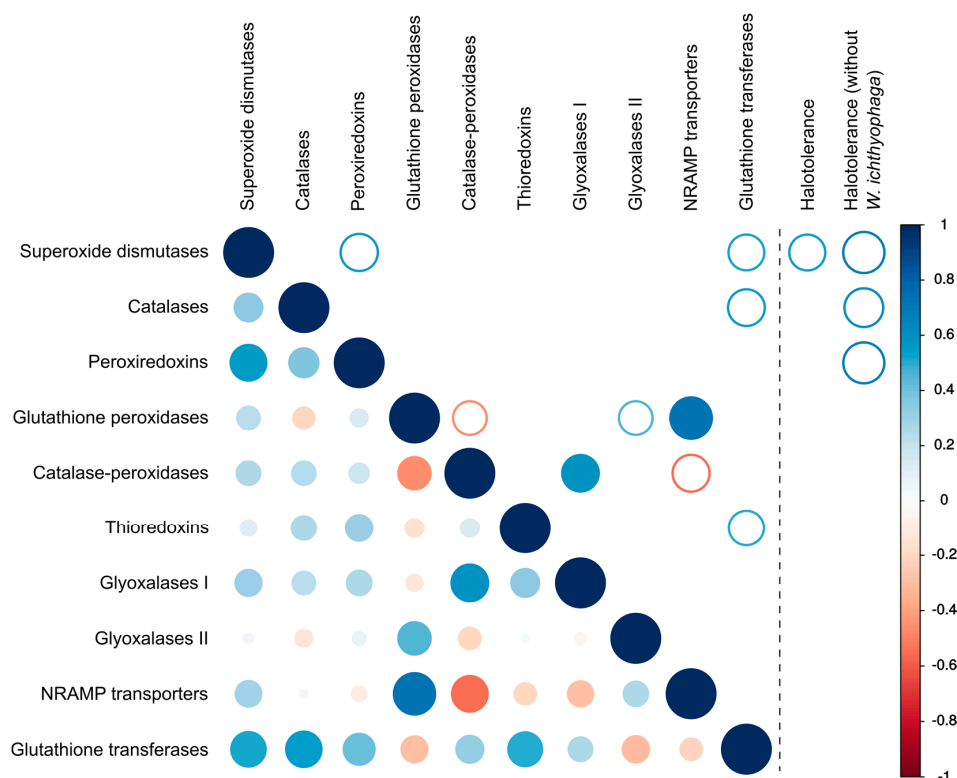 Superoxide dismutases
Catalases
Peroxiredoxins
Glutathione peroxidases
Catalase-peroxidases
Thioredoxins
Glyoxalases I
Glyoxalases II
NRAMP transporters
Glutathione transferases
Halotolerance
Halotolerance (without
W. ichthyophaga)
Superoxide dismutases
Catalases
Peroxiredoxins
Glutathione peroxidases
Catalase-peroxidases
Thioredoxins
Glyoxalases I
Glyoxalases II
NRAMP transporters
Glutathione transferases
1
0.8
0.6
0.4
0.2
0
-0.2
-0.4
-0.6
-0.8
-1